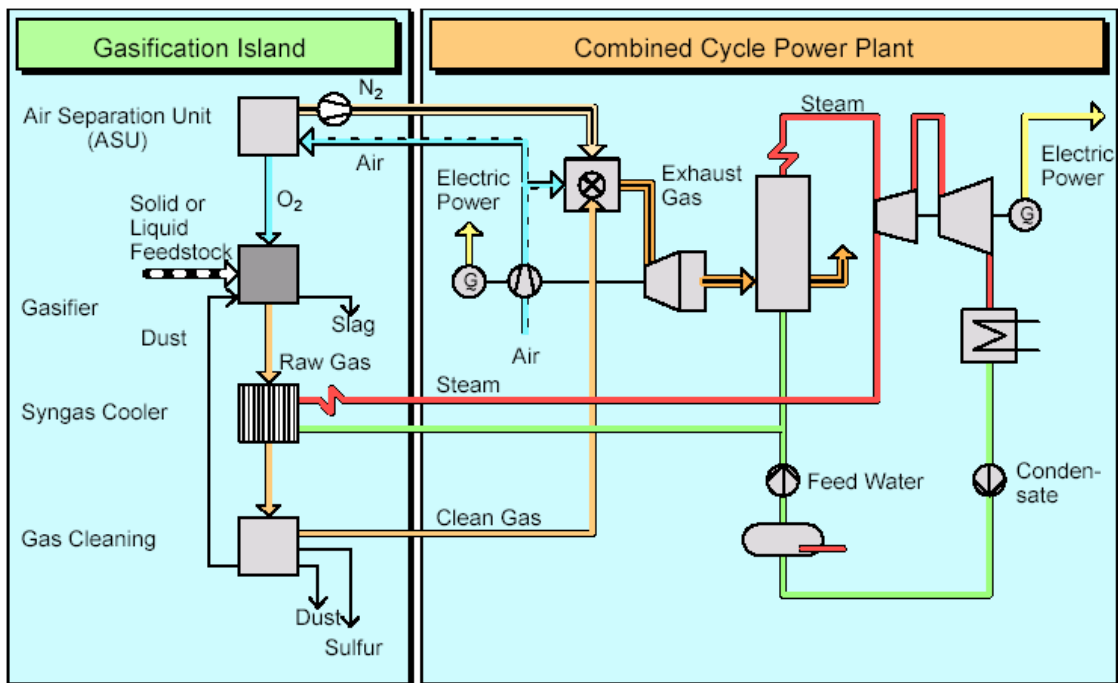 Gasification Island
Combined Cycle Power Plant
N2
Steam
Air Separation Unit
(ASU)
Air
Electric
Power
Exhaust
Gas
Electric
Power
O2
Solid or
Liquid
Feedstock
G
G
Gasifier
Slag
Dust
Air
Raw Gas
Steam
Syngas Cooler
Feed Water
Conden-
sate
Clean Gas
Gas Cleaning
Dust
Sulfur